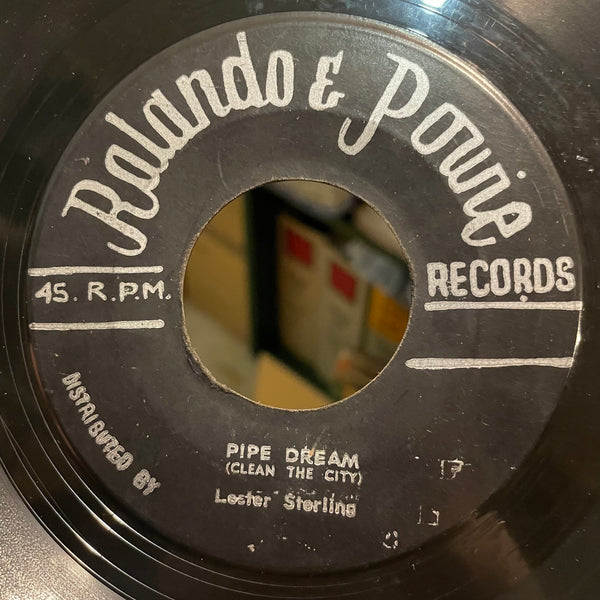 Rolando & Powie
RECORDS
45. R.P.M.
DISTRIBUTED BY
PIPE DREAM
(CLEAN THE CITY)
Lester Sterling